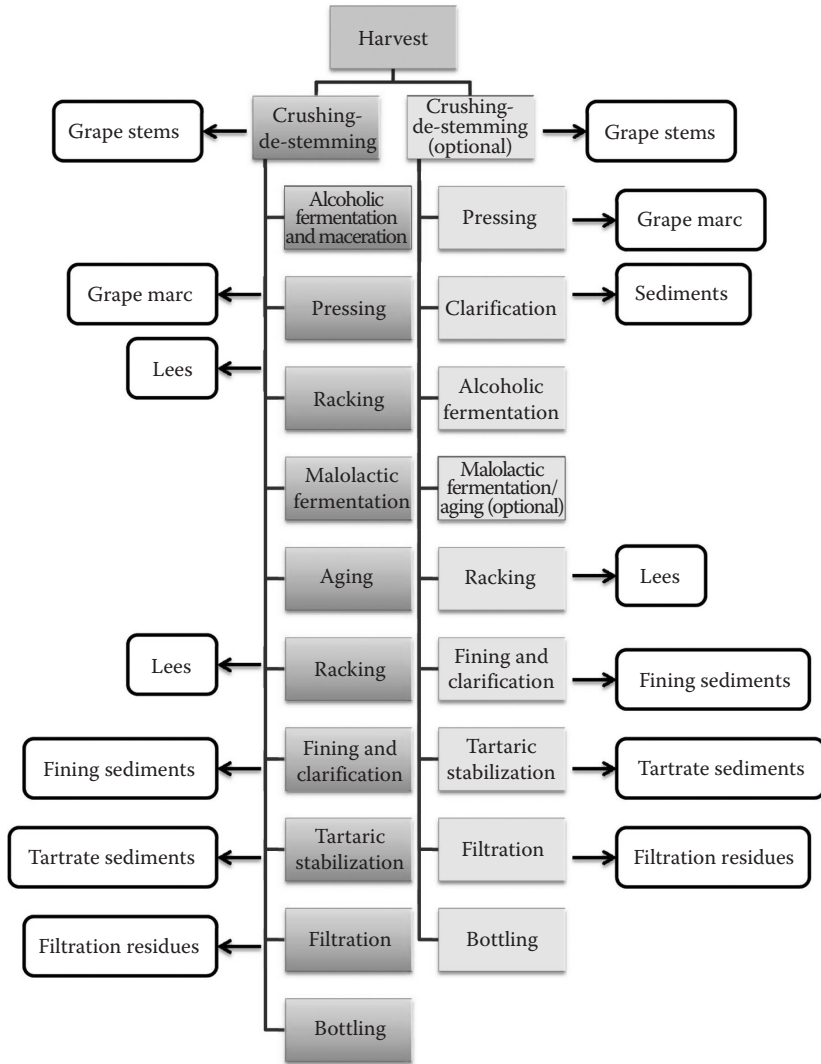 Harvest
Grape stems
Crushing-
de-stemming
Crushing-
de-stemming
(optional)
Grape stems
Alcoholic
fermentation
and maceration
Pressing
Grape marc
Grape marc
Pressing
Clarification
Sediments
Lees
Racking
Alcoholic
fermentation
Malolactic
fermentation
Malolactic
fermentation/
aging (optional)
Aging
Racking
Lees
Lees
Racking
Fining and
clarification
Fining sediments
Fining sediments
Fining and
clarification
Tartaric
stabilization
Tartrate sediments
Tartrate sediments
Tartaric
stabilization
Filtration
Filtration residues
Filtration residues
Filtration
Bottling
Bottling